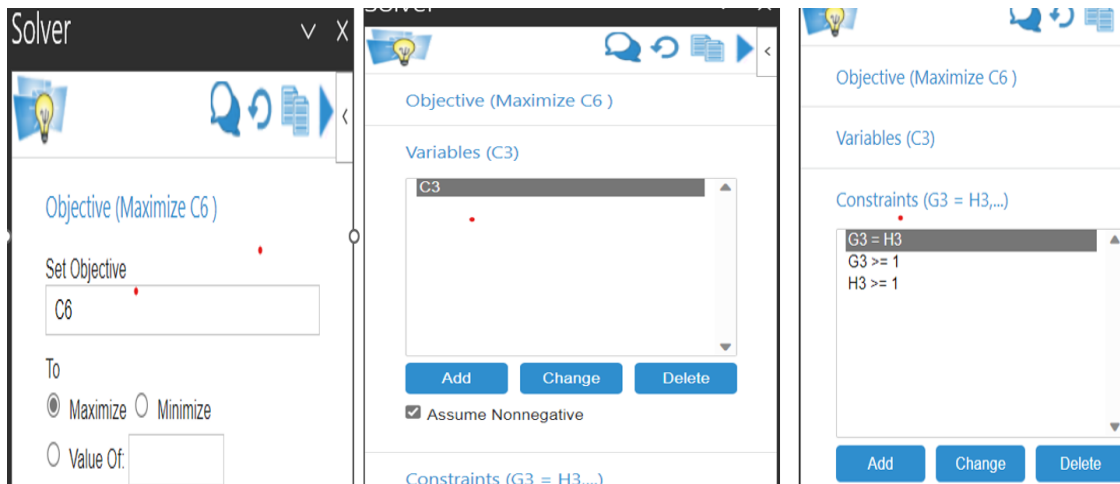 Solver
Objective (Maximize C6 )
Set Objective
C6
To
Maximize
Minimize
Value Of:
Solver
Objective (Maximize C6 )
Variables (C3)
C3
Add
Change
Delete
Assume Nonnegative
Constraints (G3 = H3,...)
Objective (Maximize C6 )
Variables (C3)
Constraints (G3 = H3,...)
G3 = H3
G3 >= 1
H3 >= 1
Add
Change
Delete